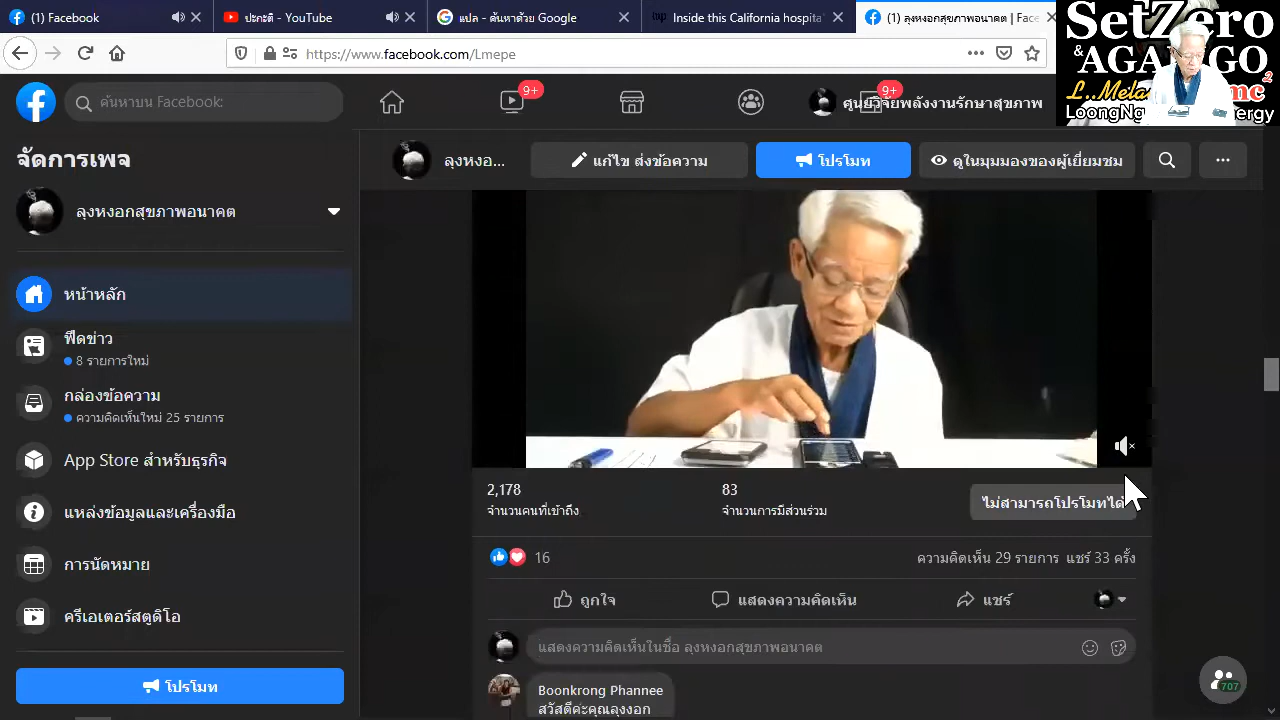 (1) Facebook
ปะกะติ - YouTube
แปล - ค้นหาด้วย Google
Inside this California hospita
(1) ลุงหงอกสุขภาพอนาคต | Face
https://www.facebook.com/Lmepe
SetZero
&
LoongNg
ergy
ค้นหาบน Facebook:
9+
9+
ศูนย์วิจัยพลังงานรักษาสุขภาพ
จัดการเพจ
ลุงหงอ...
แก้ไข ส่งข้อความ
โปรโมท
ดูในมุมมองของผู้เยี่ยมชม
ลุงหงอกสุขภาพอนาคต
หน้าหลัก
ฟีดข่าว
8 รายการใหม่
กล่องข้อความ
ความคิดเห็นใหม่ 25 รายการ
App Store สำหรับธุรกิจ
แหล่งข้อมูลและเครื่องมือ
การนัดหมาย
ครีเอเตอร์สตูดิโอ
โปรโมท
2,178
จำนวนคนที่เข้าถึง
83
จำนวนการมีส่วนร่วม
ไม่สามารถโปรโมทได้
16
ความคิดเห็น 29 รายการ แชร์ 33 ครั้ง
ถูกใจ
แสดงความคิดเห็น
แชร์
แสดงความคิดเห็นในชื่อ ลุงหงอกสุขภาพอนาคต
Boonkrong Phannee
สวัสดีค่ะคุณลุงงอก
707